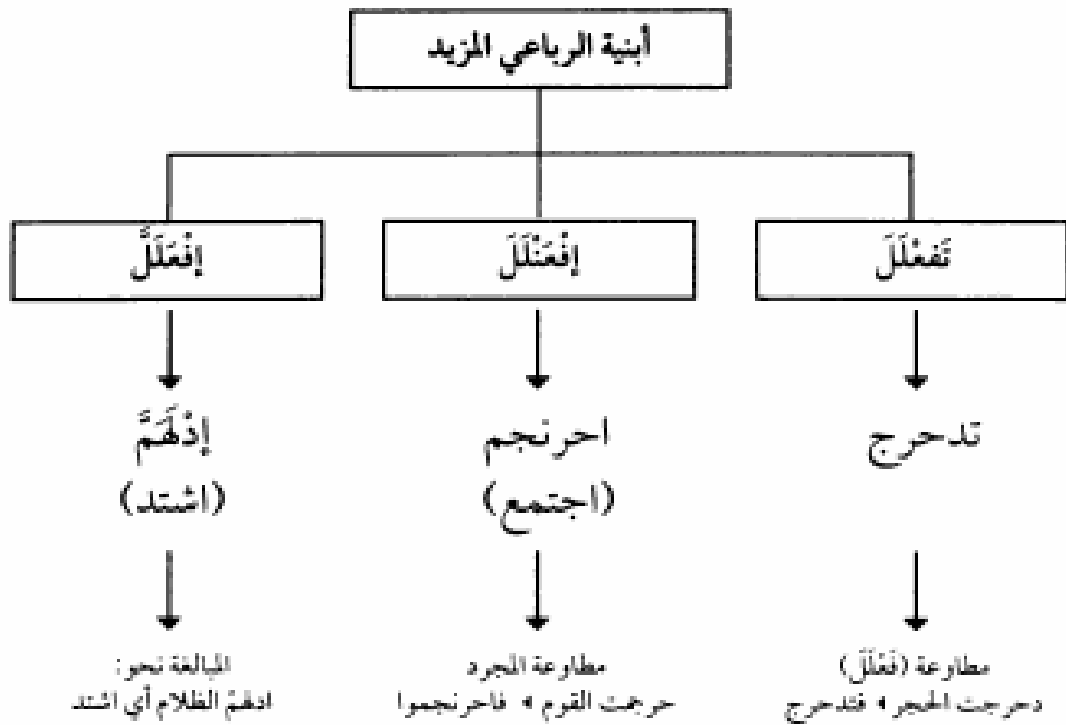 أبنية الرباعي المزيد
تَفعْلَلَ
إفْعَنْلَلَ
إفْعَلَلَّ
تدحرج
احرنجم
(اجتمع)
إدْلَهَمَّ
(اشتد)
مطاوعة (فَعْلَلَ)
دحرجت الحجر ◂ فتدحرج
مطاوعة المجرد
حرجمت القوم ◂ فاحرنجموا
المبالغة نحو:
ادلهمّ الظلام أي اشتد